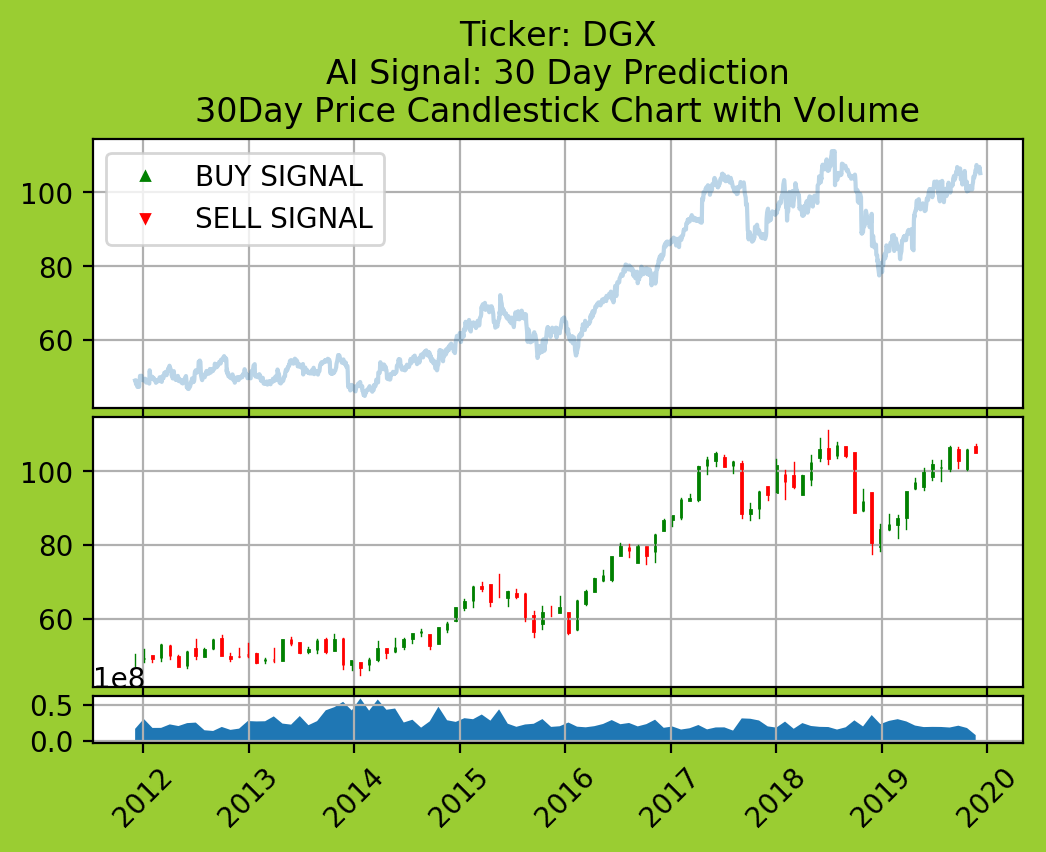 Ticker: DGX
AI Signal: 30 Day Prediction
30Day Price Candlestick Chart with Volume
BUY SIGNAL
SELL SIGNAL
100
80
60
100
80
60
1e8
0.5
0.0
2012 2013 2014 2015 2016 2017 2018 2019 2020